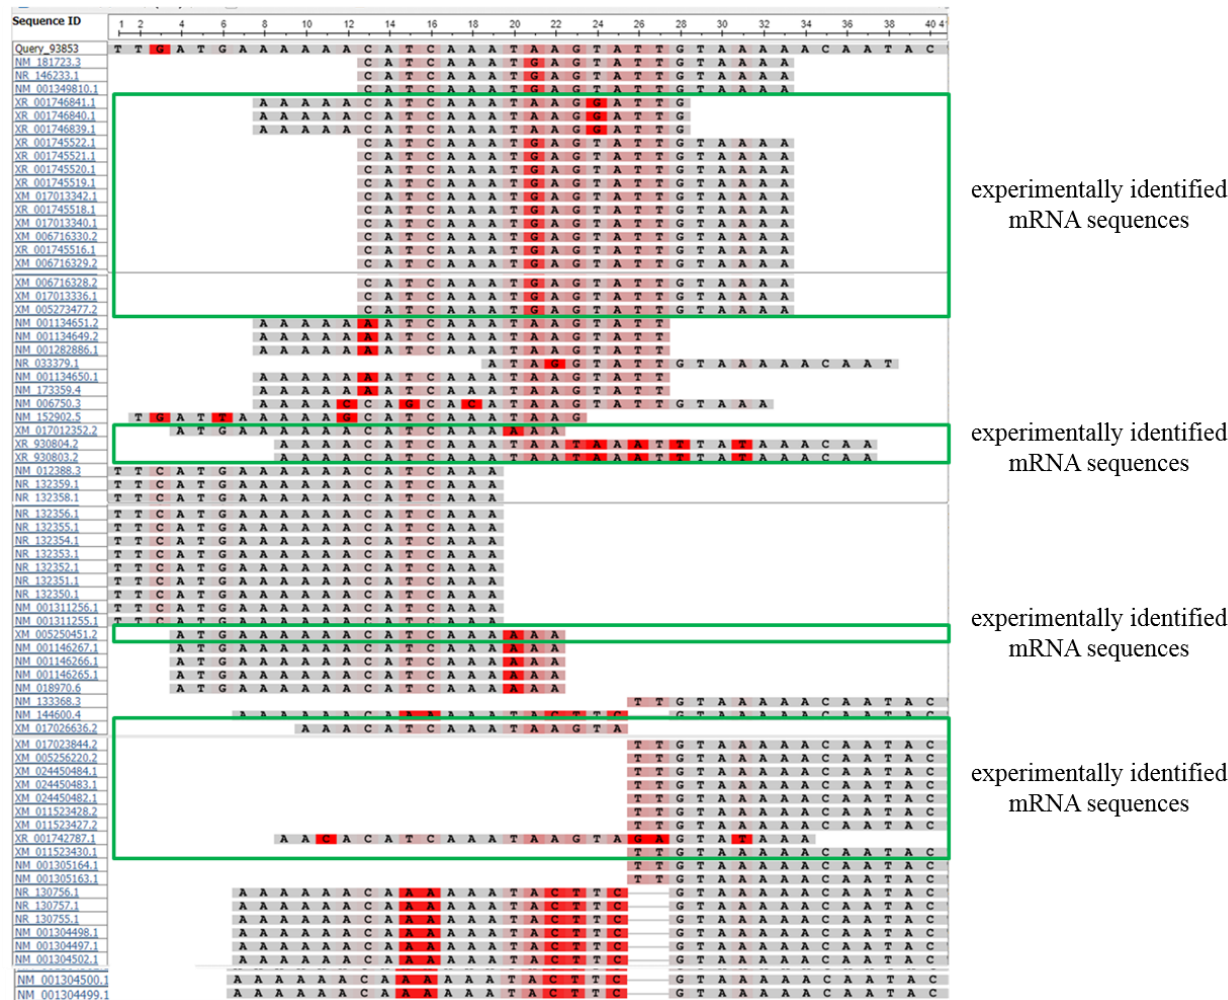 Sequence ID
1 2 4 6 8 10 12 14 16 18 20 22 24 26 28 30 32 34 36 38 40 41
Query_93853 T T G A T G A A A A A A C A T C A A A T A A G T A T T G T A A A A A C A A T A C
NM_181723.3 C A T C A A A T G A G T A T T G T A A A A
NR_146233.1 C A T C A A A T G A G T A T T G T A A A A
NM_001349810.1 C A T C A A A T G A G T A T T G T A A A A
XR_001746841.1 A A A A A C A T C A A A T A A G G A T T G
XR_001746840.1 A A A A A C A T C A A A T A A G G A T T G
XR_001746839.1 A A A A A C A T C A A A T A A G G A T T G
XR_001745522.1 C A T C A A A T G A G T A T T G T A A A A
XR_001745521.1 C A T C A A A T G A G T A T T G T A A A A
XR_001745520.1 C A T C A A A T G A G T A T T G T A A A A
XR_001745519.1 C A T C A A A T G A G T A T T G T A A A A
XM_017013342.1 C A T C A A A T G A G T A T T G T A A A A
XR_001745518.1 C A T C A A A T G A G T A T T G T A A A A
XM_017013340.1 C A T C A A A T G A G T A T T G T A A A A
XM_006716330.2 C A T C A A A T G A G T A T T G T A A A A
XR_001745516.1 C A T C A A A T G A G T A T T G T A A A A
XM_006716329.2 C A T C A A A T G A G T A T T G T A A A A
XM_006716328.2 C A T C A A A T G A G T A T T G T A A A A
XM_017013336.1 C A T C A A A T G A G T A T T G T A A A A
XM_005273477.2 C A T C A A A T G A G T A T T G T A A A A
NM_001134651.2 A A A A A A A T C A A A T A A G T A T T
NM_001134649.2 A A A A A A A T C A A A T A A G T A T T
NM_001282886.1 A A A A A A A T C A A A T A A G T A T T
NR_033379.1 A T A G G T A T T G T A A A A A C A A T
NM_001134650.1 A A A A A A A T C A A A T A A G T A T T
NM_173359.4 A A A A A A A T C A A A T A A G T A T T
NM_006750.3 A A A A C C A G C A C A T A A G T A T T G T A A A
NM_152902.5 T G A T T A A A A A G C A T C A A A T A A G
XM_017012352.2 A T G A A A A A A C A T C A A A A A A
XR_930804.2 A A A A C A T C A A A T A A T A A A T T T A T A A A C A A
XR_930803.2 A A A A C A T C A A A T A A T A A A T T T A T A A A C A A
NM_012388.3 T T C A T G A A A A A A C A T C A A A
NR_132359.1 T T C A T G A A A A A A C A T C A A A
NR_132358.1 T T C A T G A A A A A A C A T C A A A
NR_132356.1 T T C A T G A A A A A A C A T C A A A
NR_132355.1 T T C A T G A A A A A A C A T C A A A
NR_132354.1 T T C A T G A A A A A A C A T C A A A
NR_132353.1 T T C A T G A A A A A A C A T C A A A
NR_132352.1 T T C A T G A A A A A A C A T C A A A
NR_132351.1 T T C A T G A A A A A A C A T C A A A
NR_132350.1 T T C A T G A A A A A A C A T C A A A
NM_001311256.1 T T C A T G A A A A A A C A T C A A A
NM_001311255.1 T T C A T G A A A A A A C A T C A A A
XM_005250451.2 A T G A A A A A A C A T C A A A A A A
NM_001146267.1 A T G A A A A A A C A T C A A A A A A
NM_001146266.1 A T G A A A A A A C A T C A A A A A A
NM_001146265.1 A T G A A A A A A C A T C A A A A A A
NM_018970.6 A T G A A A A A A C A T C A A A A A A
NM_133368.3 T T G T A A A A A C A A T A C
NM_144600.4 A A A A A A C A A A A A A T A C T T C G T A A A A A C A A T A C
XM_017026636.2 A A A C A T C A A A T A A G T A
XM_017023844.2 T T G T A A A A A C A A T A C
XM_005256220.2 T T G T A A A A A C A A T A C
XM_024450484.1 T T G T A A A A A C A A T A C
XM_024450483.1 T T G T A A A A A C A A T A C
XM_024450482.1 T T G T A A A A A C A A T A C
XM_011523428.2 T T G T A A A A A C A A T A C
XM_011523427.2 T T G T A A A A A C A A T A C
XR_001742787.1 A A C A C A T C A A A T A A G T A G A G T A T A A A
XM_011523430.1 T T G T A A A A A C A A T A C
NM_001305164.1 T T G T A A A A A C A A T A C
NM_001305163.1 T T G T A A A A A C A A T A C
NR_130756.1 A A A A A A C A A A A A A T A C T T C G T A A A A A C A A T A C
NR_130757.1 A A A A A A C A A A A A A T A C T T C G T A A A A A C A A T A C
NR_130755.1 A A A A A A C A A A A A A T A C T T C G T A A A A A C A A T A C
NM_001304498.1 A A A A A A C A A A A A A T A C T T C G T A A A A A C A A T A C
NM_001304497.1 A A A A A A C A A A A A A T A C T T C G T A A A A A C A A T A C
NM_001304502.1 A A A A A A C A A A A A A T A C T T C G T A A A A A C A A T A C
NM_001304500.1 A A A A A A C A A A A A A T A C T T C G T A A A A A C A A T A C
NM_001304499.1 A A A A A A C A A A A A A T A C T T C G T A A A A A C A A T A C
experimentally identified
mRNA sequences
experimentally identified
mRNA sequences
experimentally identified
mRNA sequences
experimentally identified
mRNA sequences